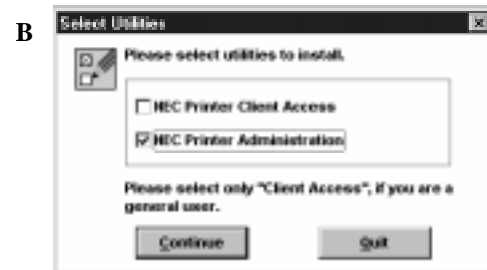 B
Select Utilities
Please select utilities to install.
NEC Printer Client Access
NEC Printer Administration
Please select only "Client Access", if you are a
general user.
Continue
Quit